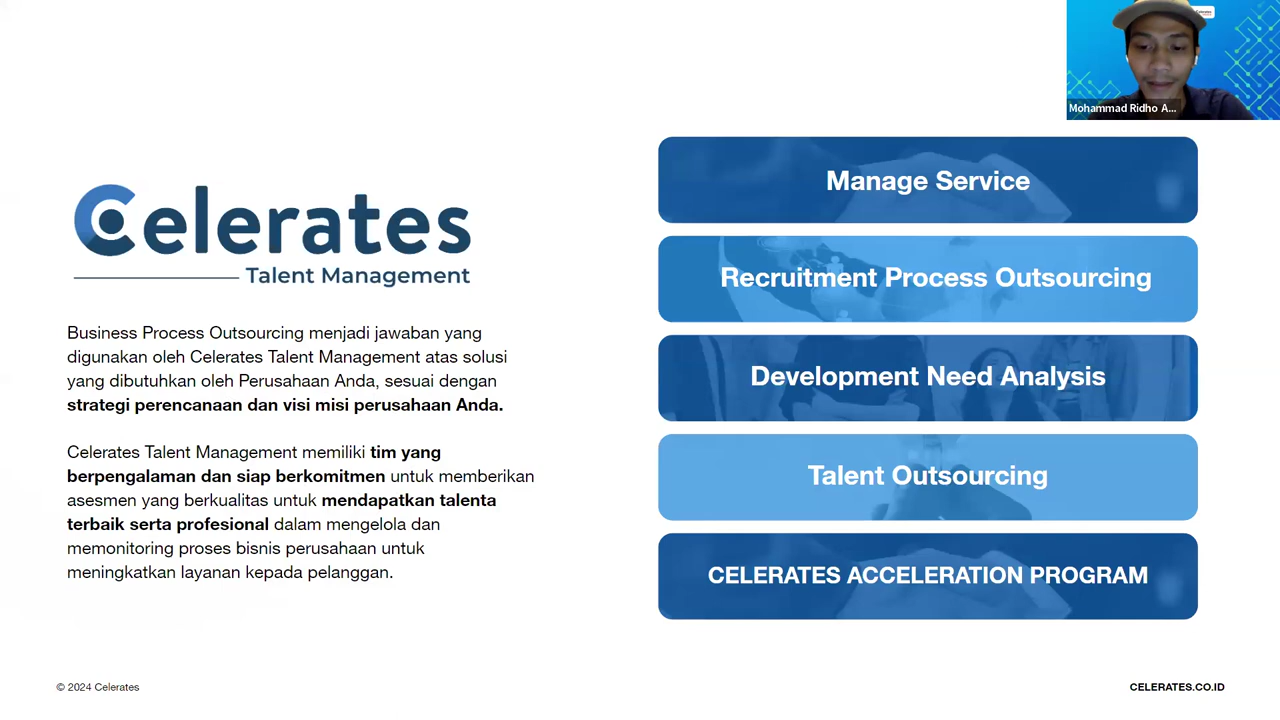 Celerates
Mohammad Ridho A...
Celerates
Talent Management
Business Process Outsourcing menjadi jawaban yang
digunakan oleh Celerates Talent Management atas solusi
yang dibutuhkan oleh Perusahaan Anda, sesuai dengan
strategi perencanaan dan visi misi perusahaan Anda.
Celerates Talent Management memiliki tim yang
berpengalaman dan siap berkomitmen untuk memberikan
asesmen yang berkualitas untuk mendapatkan talenta
terbaik serta profesional dalam mengelola dan
memonitoring proses bisnis perusahaan untuk
meningkatkan layanan kepada pelanggan.
Manage Service
Recruitment Process Outsourcing
Development Need Analysis
Talent Outsourcing
CELERATES ACCELERATION PROGRAM
© 2024 Celerates
CELERATES.CO.ID